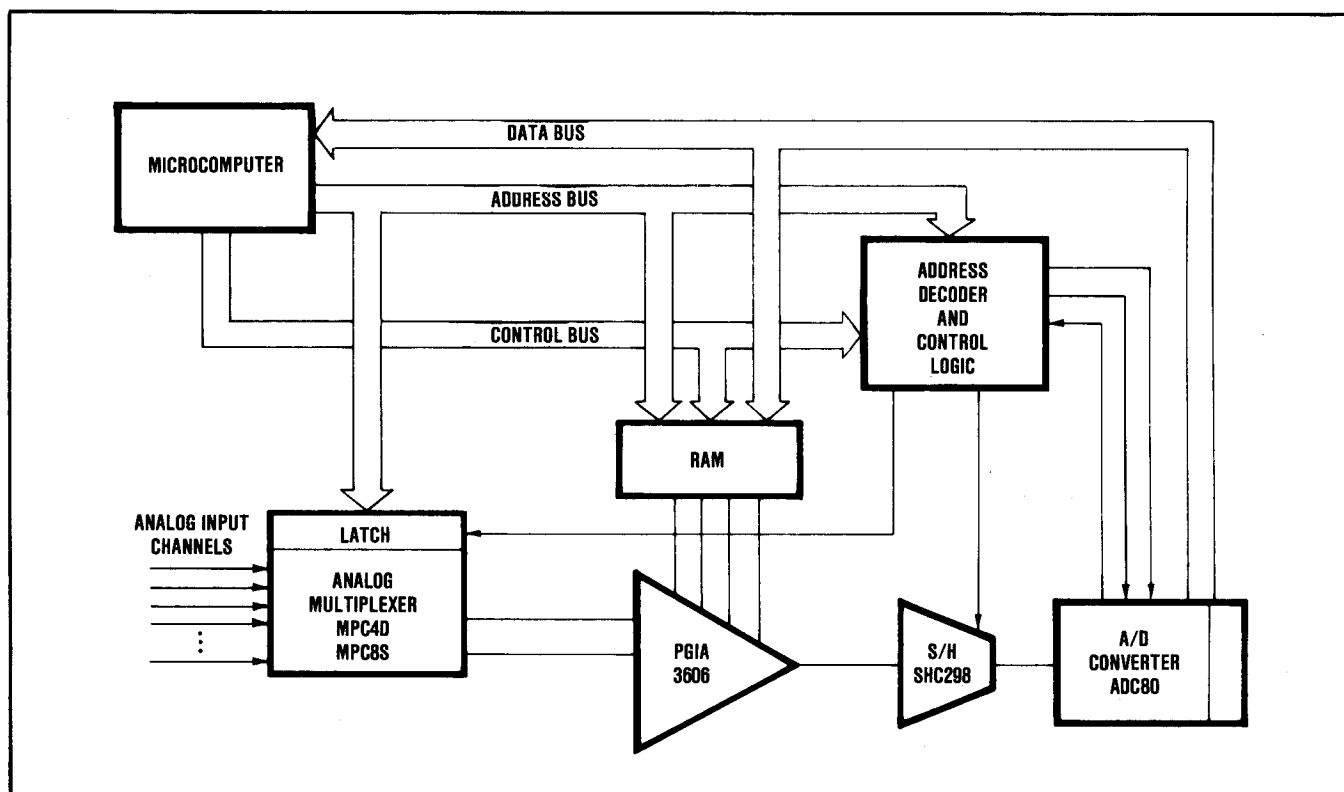 DATA BUS
MICROCOMPUTER
ADDRESS BUS
ADDRESS
DECODER
AND
CONTROL
LOGIC
CONTROL BUS
RAM
ANALOG INPUT
CHANNELS
LATCH
ANALOG
MULTIPLEXER
MPC4D
MPC8S
PGIA
3606
S/H
SHC298
A/D
CONVERTER
ADC80